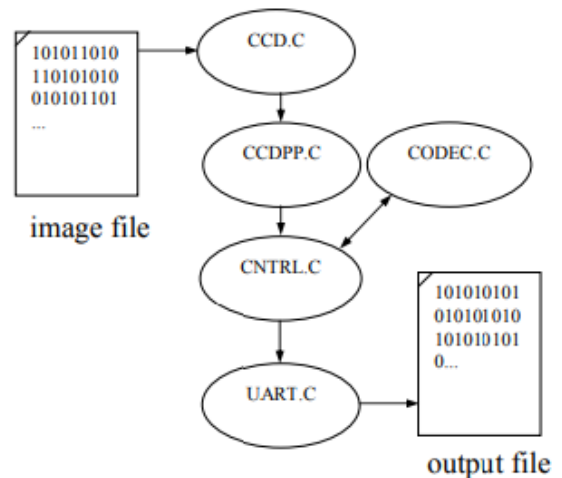 101011010
110101010
010101101
...
image file
CCD.C
CCDPP.C
CODEC.C
CNTRL.C
UART.C
101010101
010101010
101010101
0...
output file